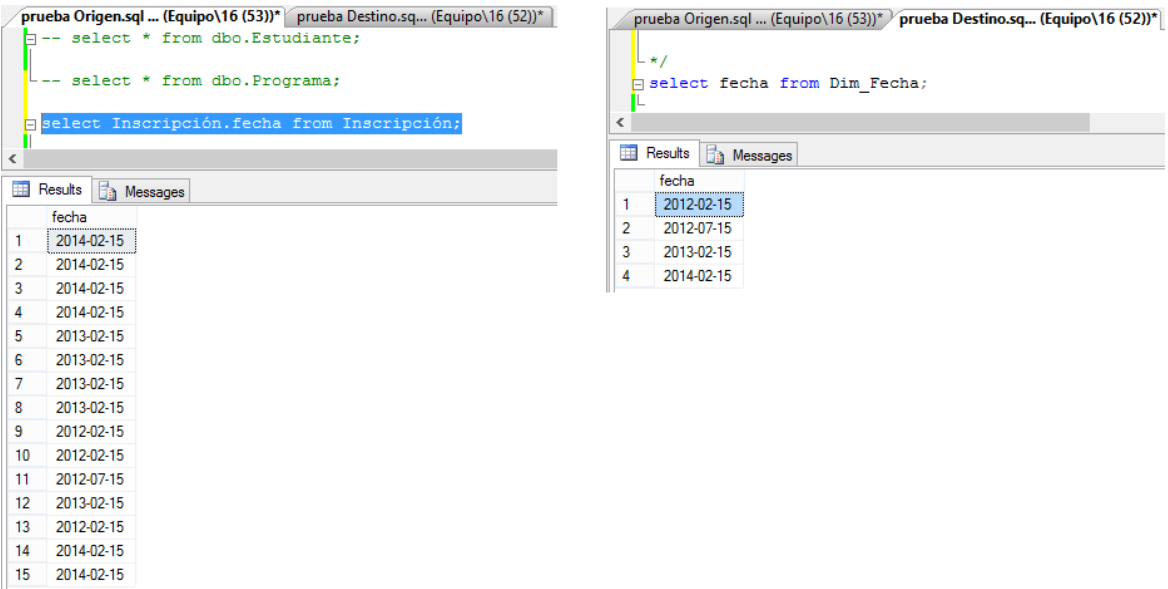 prueba Origen.sql ... (Equipo\16 (53))* prueba Destino.sq... (Equipo\16 (52))*
-- select * from dbo.Estudiante;
-- select * from dbo.Programa;
select Inscripción.fecha from Inscripción;
Results Messages
fecha
1 2014-02-15
2 2014-02-15
3 2014-02-15
4 2014-02-15
5 2013-02-15
6 2013-02-15
7 2013-02-15
8 2013-02-15
9 2012-02-15
10 2012-02-15
11 2012-07-15
12 2013-02-15
13 2012-02-15
14 2014-02-15
15 2014-02-15
prueba Origen.sql ... (Equipo\16 (53))* prueba Destino.sq... (Equipo\16 (52))*
*/
select fecha from Dim_Fecha;
Results Messages
fecha
1 2012-02-15
2 2012-07-15
3 2013-02-15
4 2014-02-15